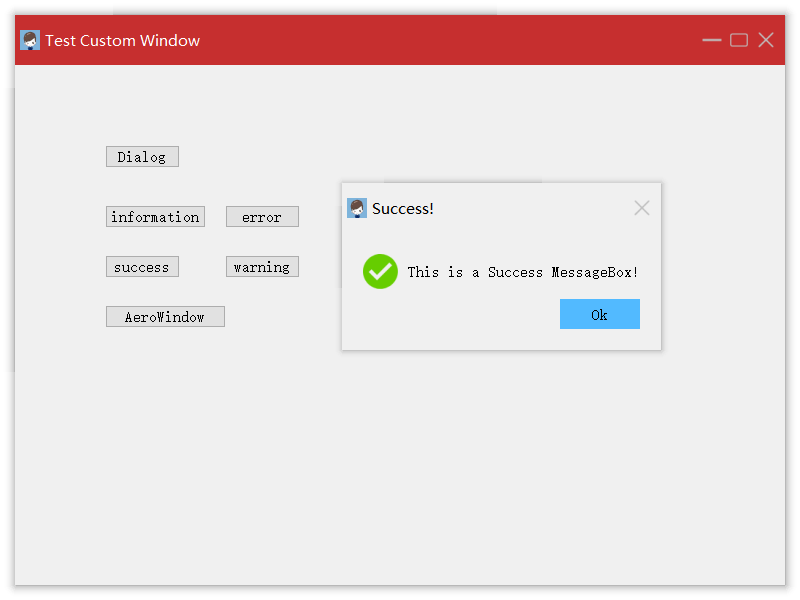 Test Custom Window
Dialog
information
error
success
warning
AeroWindow
Success!
This is a Success MessageBox!
Ok